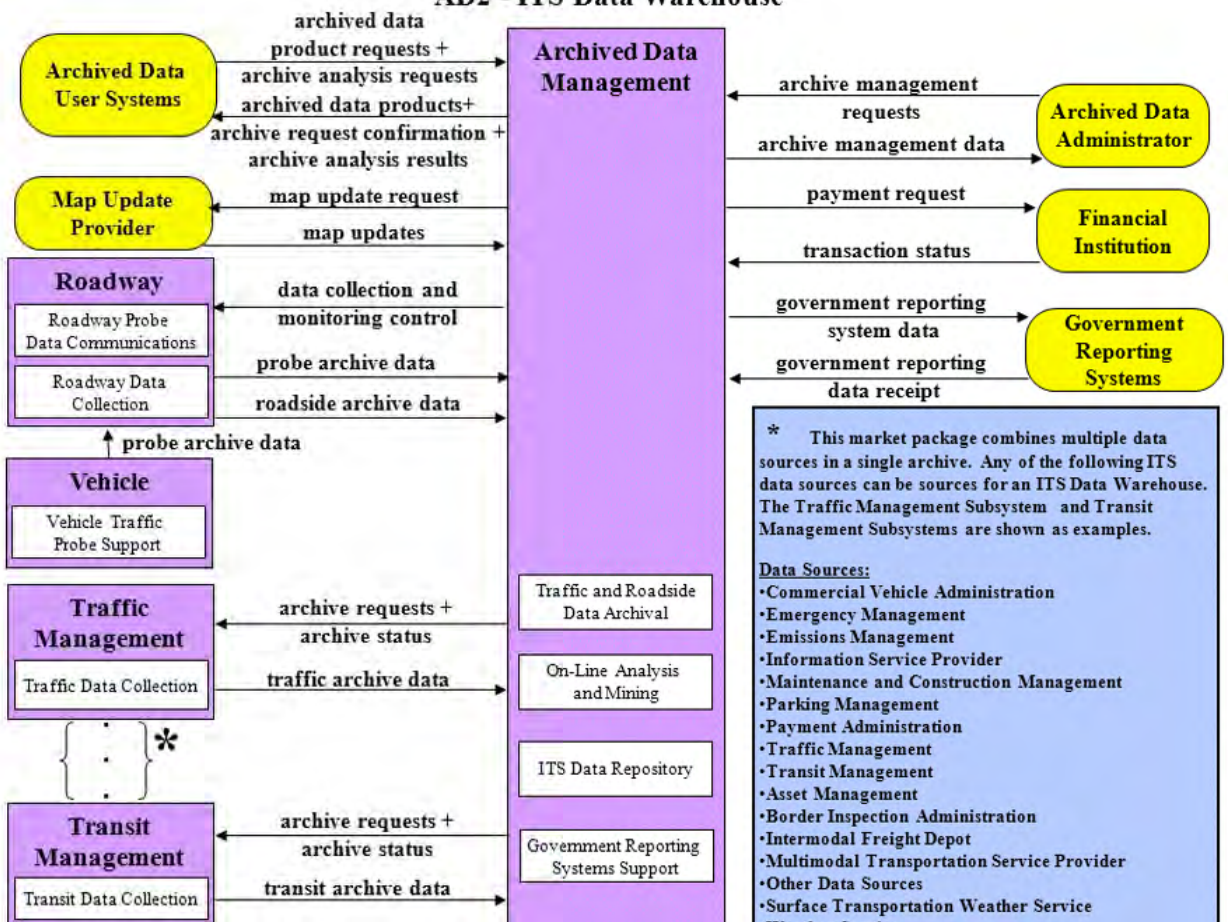 AD2 - ITS Data Warehouse
archived data
product requests +
archive analysis requests
archived data products+
archive request confirmation +
archive analysis results
Archived Data
User Systems
Archived Data
Management
archive management
requests
archive management data
Archived Data
Administrator
Map Update
Provider
map update request
map updates
payment request
transaction status
Financial
Institution
Roadway
Roadway Probe
Data Communications
Roadway Data
Collection
data collection and
monitoring control
probe archive data
roadside archive data
government reporting
system data
government reporting
data receipt
Government
Reporting
Systems
probe archive data
Vehicle
Vehicle Traffic
Probe Support
Traffic
Management
Traffic Data Collection
archive requests +
archive status
traffic archive data
Traffic and Roadside
Data Archival
On-Line Analysis
and Mining
ITS Data Repository
Government Reporting
Systems Support
*
Transit
Management
Transit Data Collection
archive requests +
archive status
transit archive data
* This market package combines multiple data
sources in a single archive. Any of the following ITS
data sources can be sources for an ITS Data Warehouse.
The Traffic Management Subsystem and Transit
Management Subsystems are shown as examples.
Data Sources:
•Commercial Vehicle Administration
•Emergency Management
•Emissions Management
•Information Service Provider
•Maintenance and Construction Management
•Parking Management
•Payment Administration
•Traffic Management
•Transit Management
•Asset Management
•Border Inspection Administration
•Intermodal Freight Depot
•Multimodal Transportation Service Provider
•Other Data Sources
•Surface Transportation Weather Service